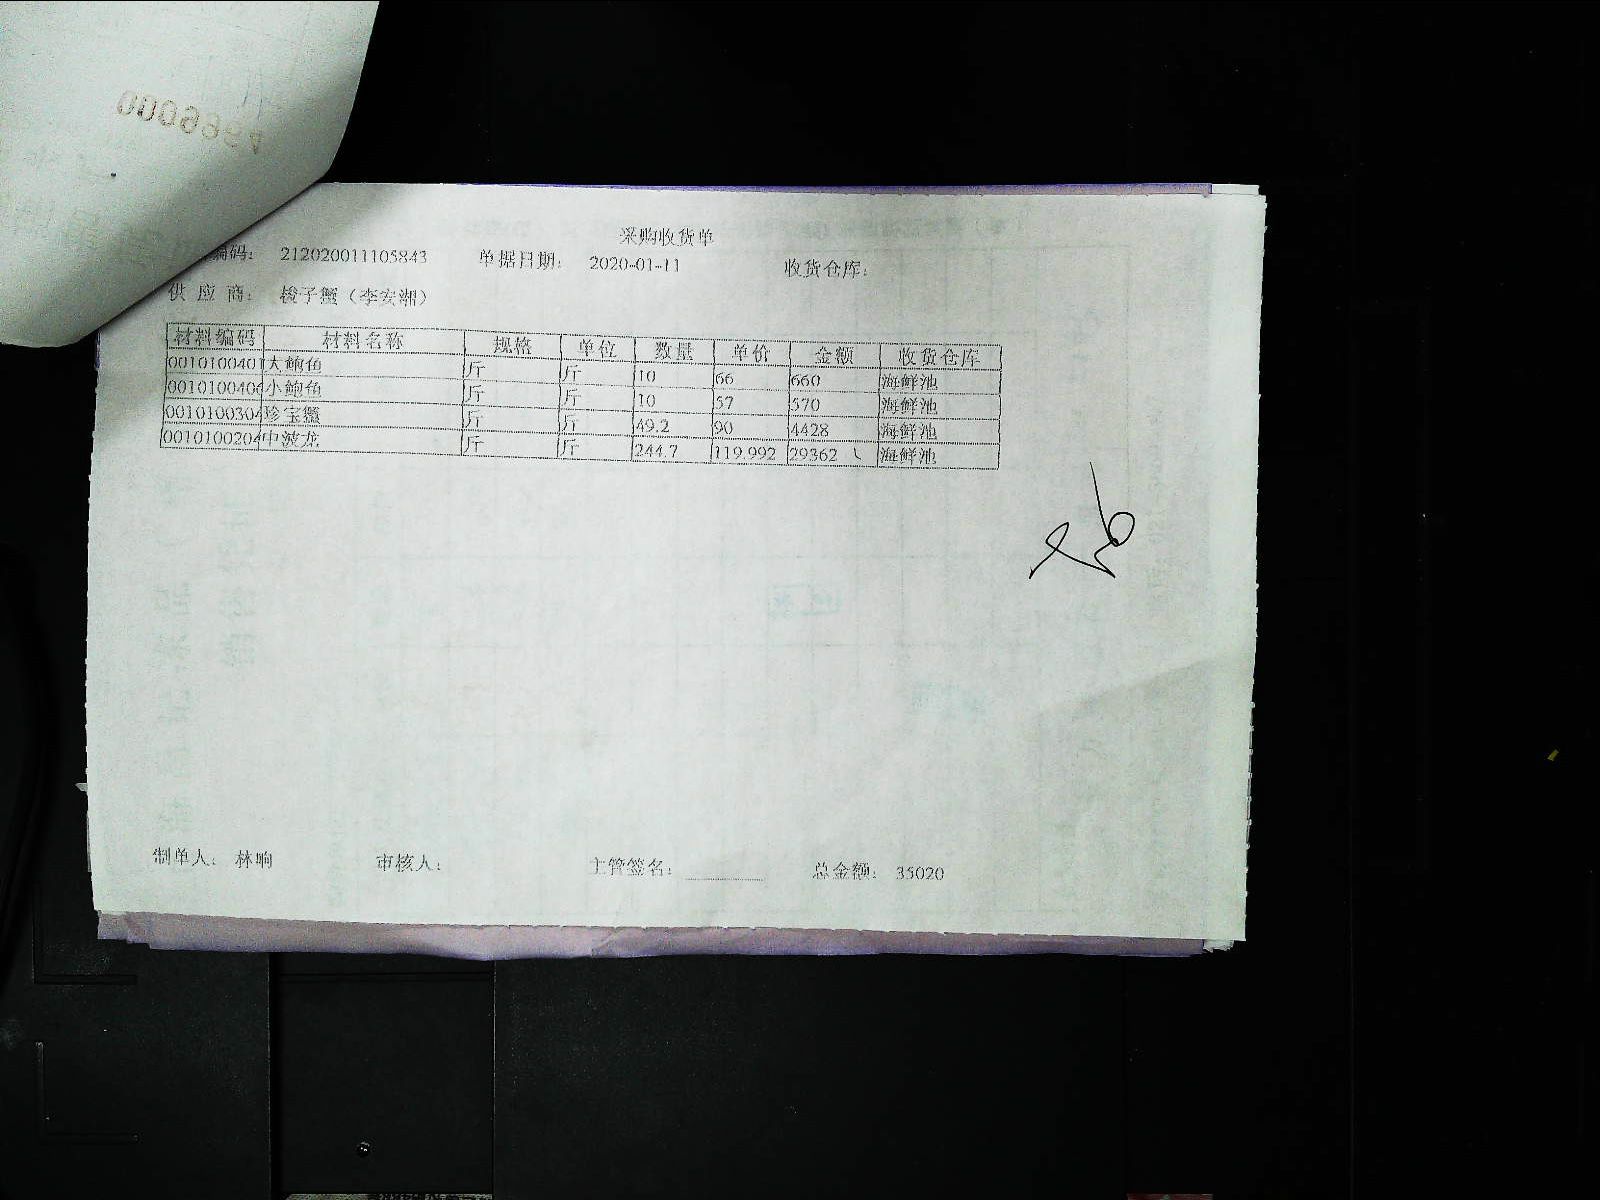 采购收货单
编码： 212020011105843 单据日期： 2020-01-11 收货仓库：
供 应 商： 梭子蟹（李安湘）
材料编码 材料名称 规格 单位 数量 单价 金额 收货仓库
0010100401 大鲍鱼 斤 斤 10 66 660 海鲜池
001010040 小鲍鱼 斤 斤 10 57 570 海鲜池
001010030 珍宝蟹 斤 斤 49.2 90 4428 海鲜池
001010020 中波龙 斤 斤 244.7 119.992 29362 海鲜池
制单人： 林响 审核人： 主管签名： 总金额： 35020